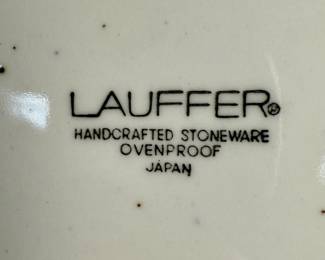 LAUFFER®
HANDCRAFTED STONEWARE
OVENPROOF
JAPAN